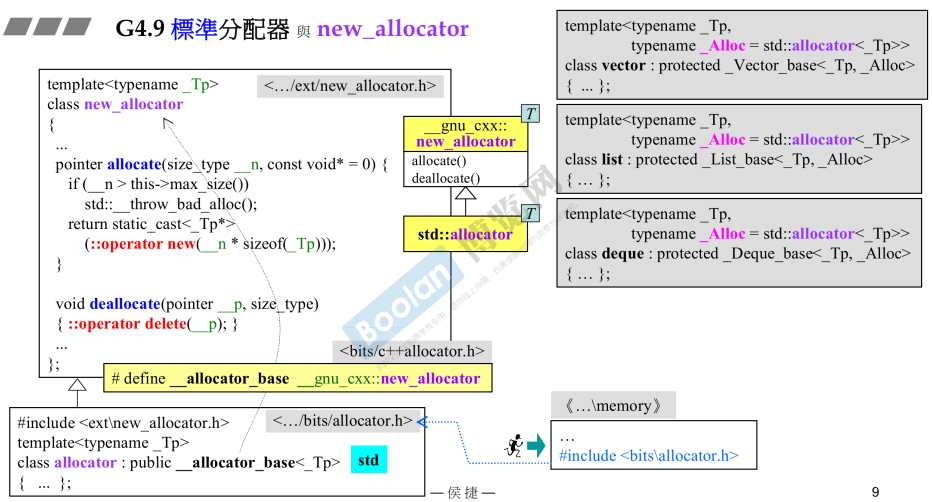 G4.9 標準分配器 與 new_allocator
template<typename _Tp>
class new_allocator
{
...
pointer allocate(size_type __n, const void* = 0) {
if (__n > this->max_size())
std::__throw_bad_alloc();
return static_cast<_Tp*>
(::operator new(__n * sizeof(_Tp)));
}
void deallocate(pointer __p, size_type)
{ ::operator delete(__p); }
...
};
<…/ext/new_allocator.h>
T
__gnu_cxx::
new_allocator
allocate()
deallocate()
T
std::allocator
<bits/c++allocator.h>
# define __allocator_base __gnu_cxx::new_allocator
#include <ext\new_allocator.h>
template<typename _Tp>
class allocator : public __allocator_base<_Tp>
{ ... };
<…/bits/allocator.h>
std
template<typename _Tp,
typename _Alloc = std::allocator<_Tp>>
class vector : protected _Vector_base<_Tp, _Alloc>
{ ... };
template<typename _Tp,
typename _Alloc = std::allocator<_Tp>>
class list : protected _List_base<_Tp, _Alloc>
{ … };
template<typename _Tp,
typename _Alloc = std::allocator<_Tp>>
class deque : protected _Deque_base<_Tp, _Alloc>
{ … };
《…\memory》
…
#include <bits\allocator.h>
Boolan 博览网
— 侯捷 —
9